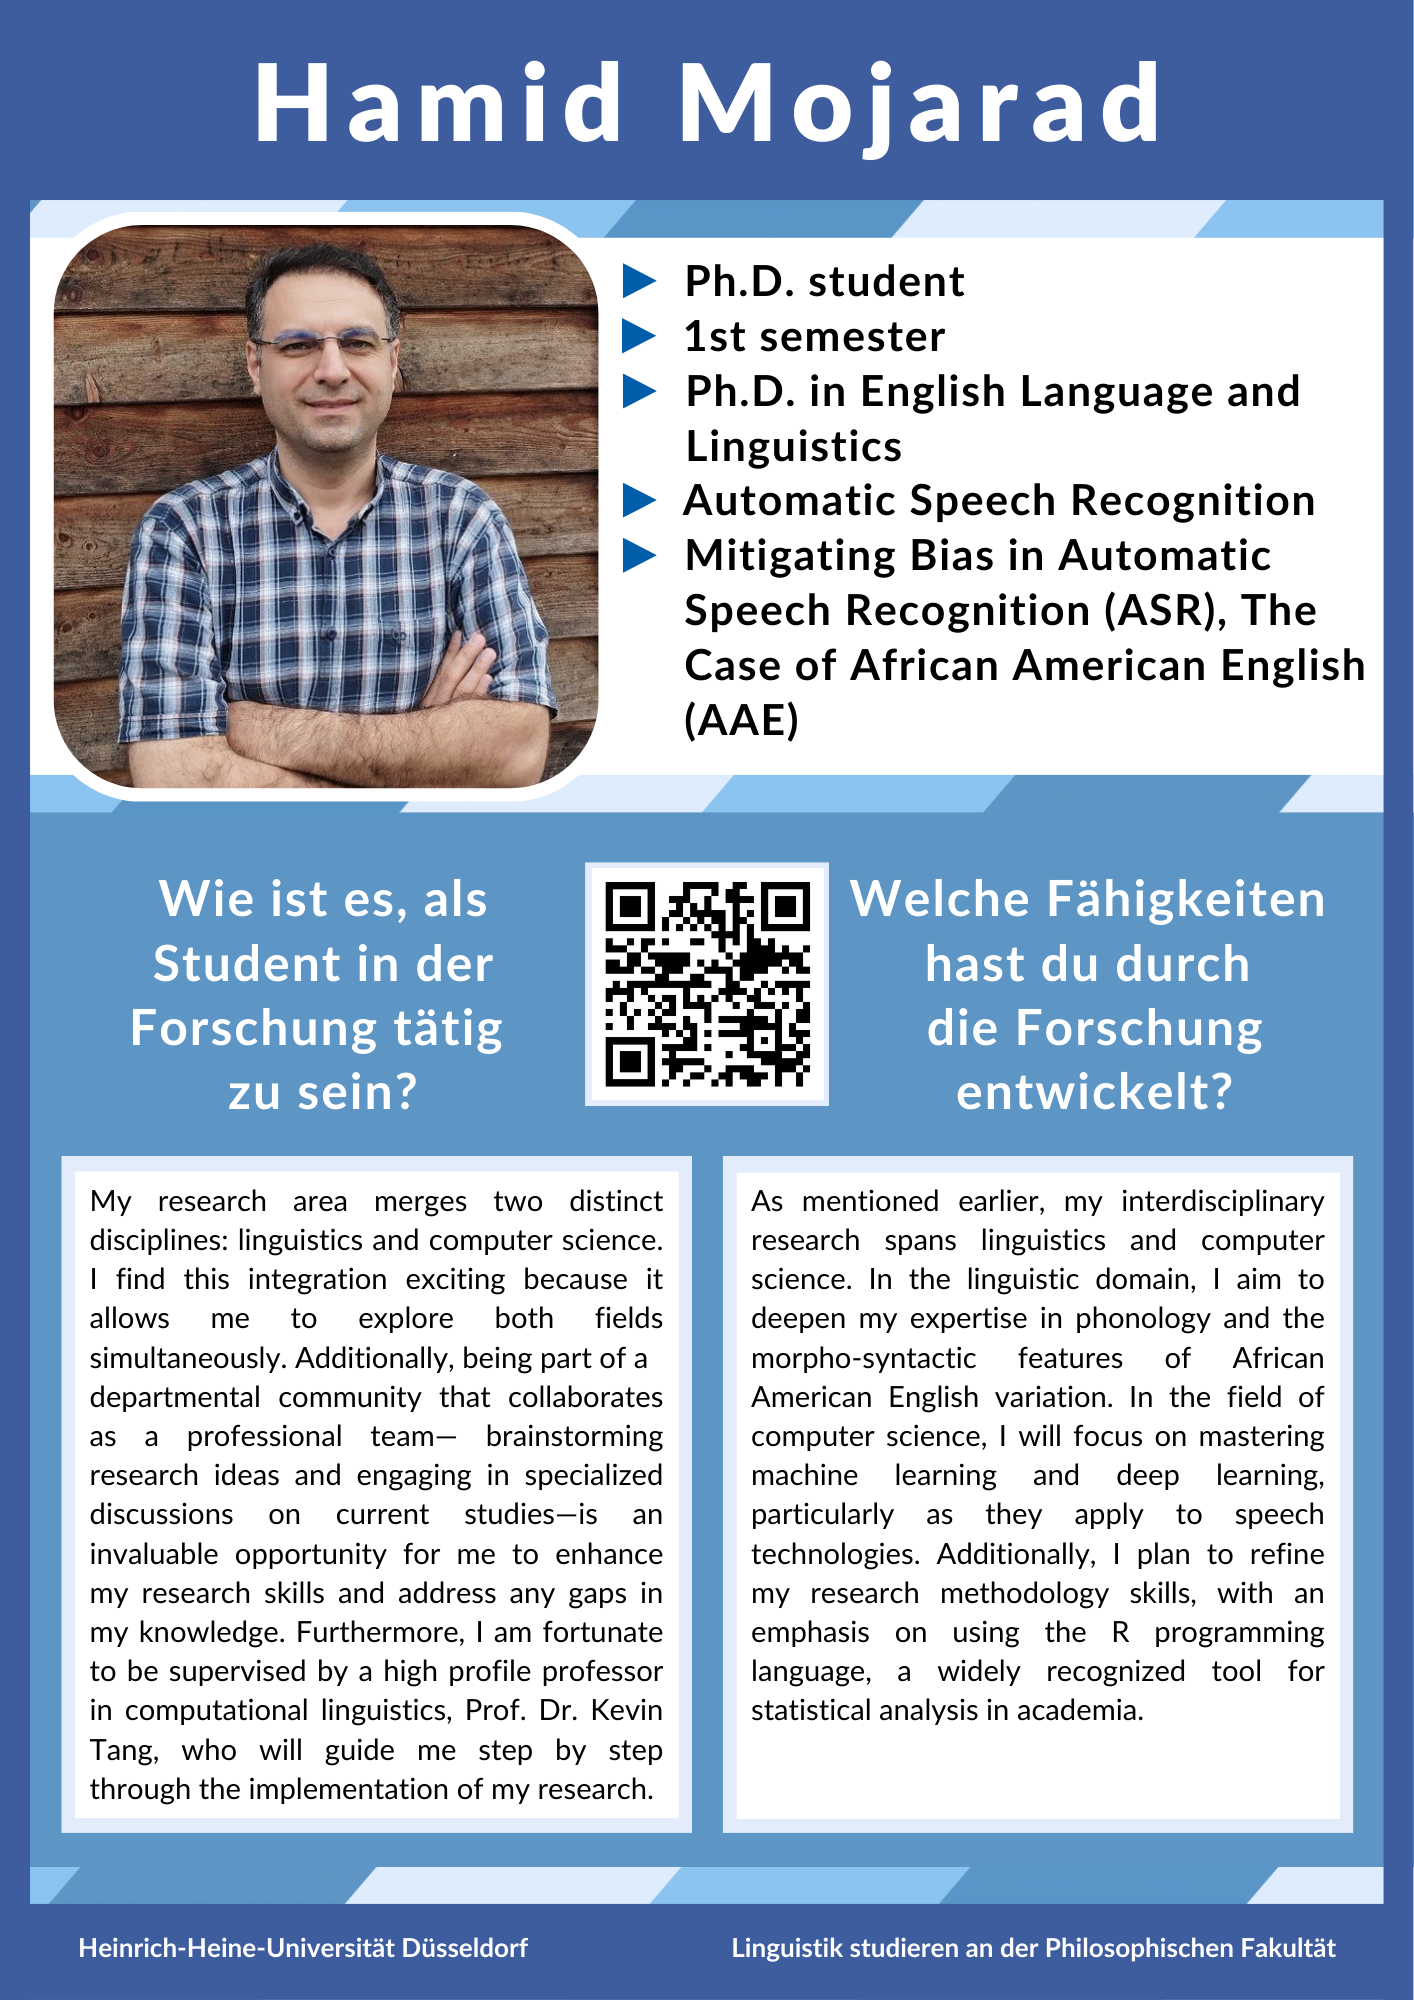 Hamid Mojarad
Ph.D. student
1st semester
Ph.D. in English Language and
Linguistics
Automatic Speech Recognition
Mitigating Bias in Automatic
Speech Recognition (ASR), The
Case of African American English
(AAE)
Wie ist es, als
Student in der
Forschung tätig
zu sein?
Welche Fähigkeiten
hast du durch
die Forschung
entwickelt?
My research area merges two distinct
disciplines: linguistics and computer science.
I find this integration exciting because it
allows me to explore both fields
simultaneously. Additionally, being part of a
departmental community that collaborates
as a professional team— brainstorming
research ideas and engaging in specialized
discussions on current studies—is an
invaluable opportunity for me to enhance
my research skills and address any gaps in
my knowledge. Furthermore, I am fortunate
to be supervised by a high profile professor
in computational linguistics, Prof. Dr. Kevin
Tang, who will guide me step by step
through the implementation of my research.
As mentioned earlier, my interdisciplinary
research spans linguistics and computer
science. In the linguistic domain, I aim to
deepen my expertise in phonology and the
morpho-syntactic features of African
American English variation. In the field of
computer science, I will focus on mastering
machine learning and deep learning,
particularly as they apply to speech
technologies. Additionally, I plan to refine
my research methodology skills, with an
emphasis on using the R programming
language, a widely recognized tool for
statistical analysis in academia.
Heinrich-Heine-Universität Düsseldorf
Linguistik studieren an der Philosophischen Fakultät